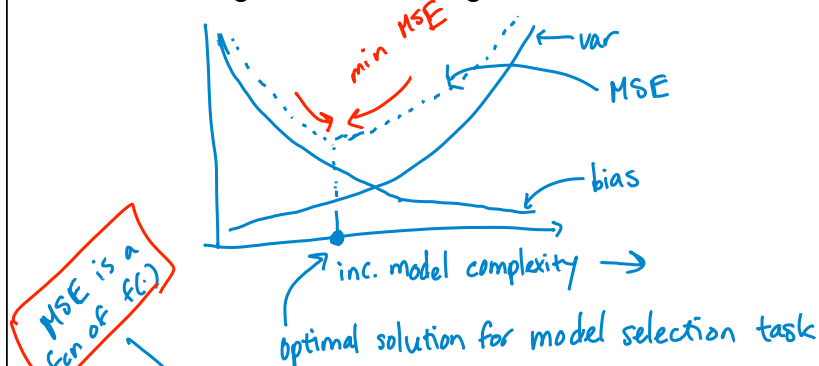 min MSE
var
MSE
bias
inc. model complexity
optimal solution for model selection task
MSE is a
fcn of f(·)